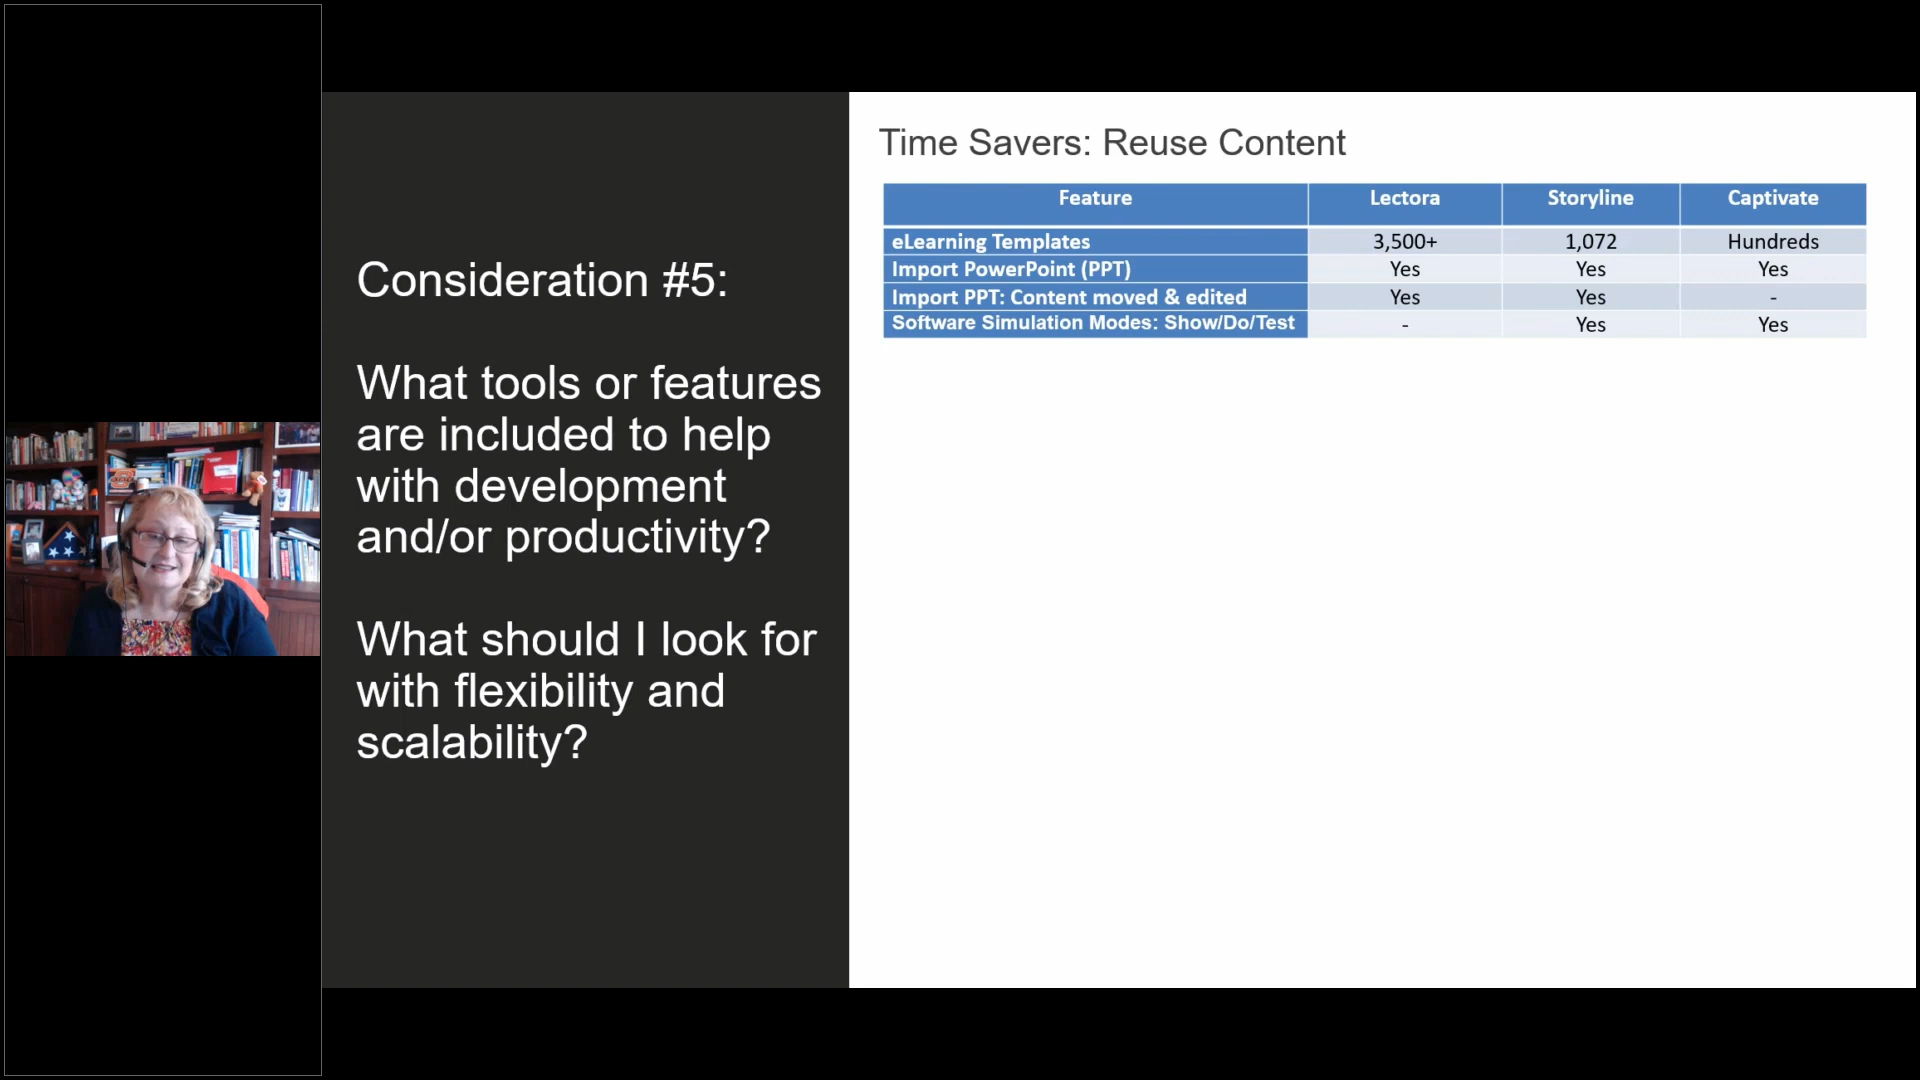 Consideration #5:
What tools or features
are included to help
with development
and/or productivity?
What should I look for
with flexibility and
scalability?
Time Savers: Reuse Content
Feature Lectora Storyline Captivate
eLearning Templates 3,500+ 1,072 Hundreds
Import PowerPoint (PPT) Yes Yes Yes
Import PPT: Content moved & edited Yes Yes -
Software Simulation Modes: Show/Do/Test - Yes Yes